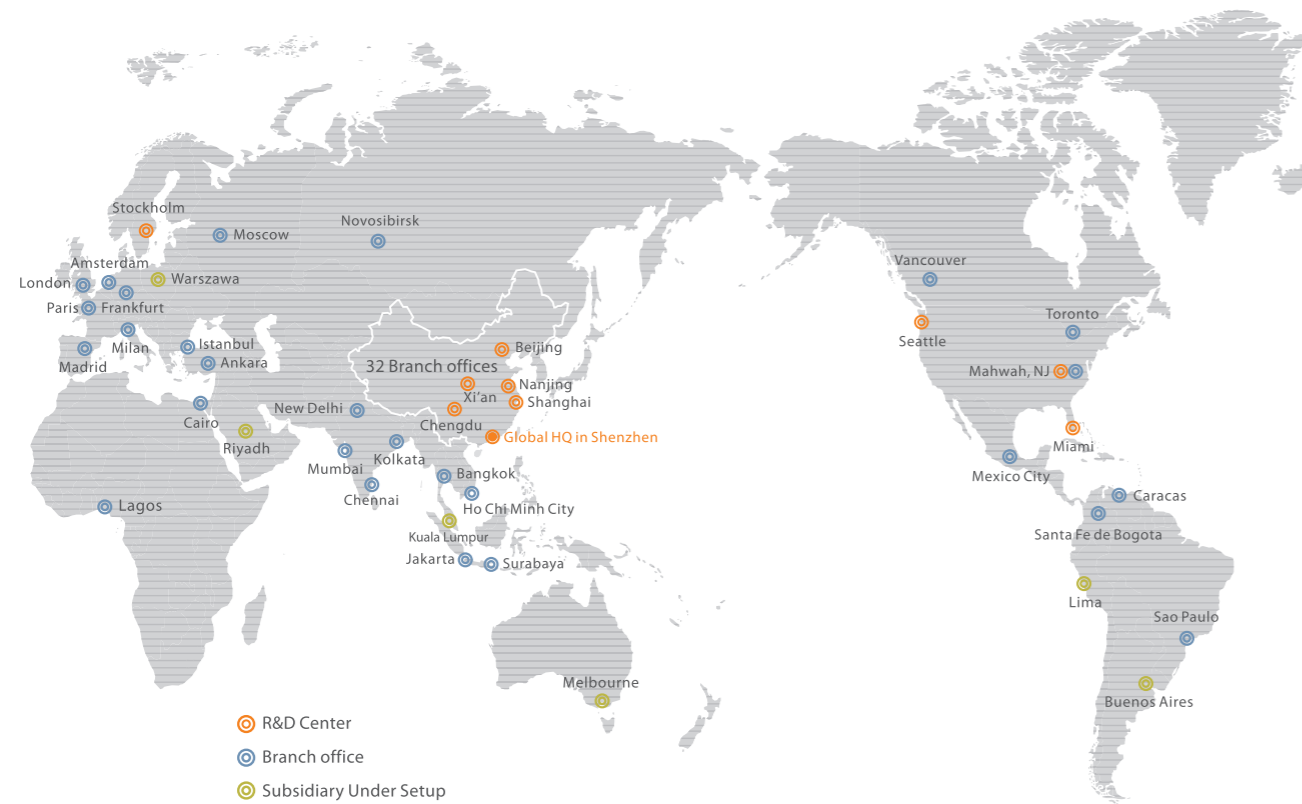 Stockholm
Moscow
Novosibirsk
Amsterdam
London
Warszawa
Paris
Frankfurt
Milan
Madrid
Istanbul
Ankara
Cairo
Riyadh
Lagos
32 Branch offices
Beijing
Xi'an
Nanjing
Shanghai
Chengdu
Global HQ in Shenzhen
New Delhi
Mumbai
Kolkata
Chennai
Bangkok
Ho Chi Minh City
Kuala Lumpur
Jakarta
Surabaya
Melbourne
Vancouver
Seattle
Toronto
Mahwah, NJ
Miami
Mexico City
Caracas
Santa Fe de Bogota
Lima
Sao Paulo
Buenos Aires
R&D Center
Branch office
Subsidiary Under Setup